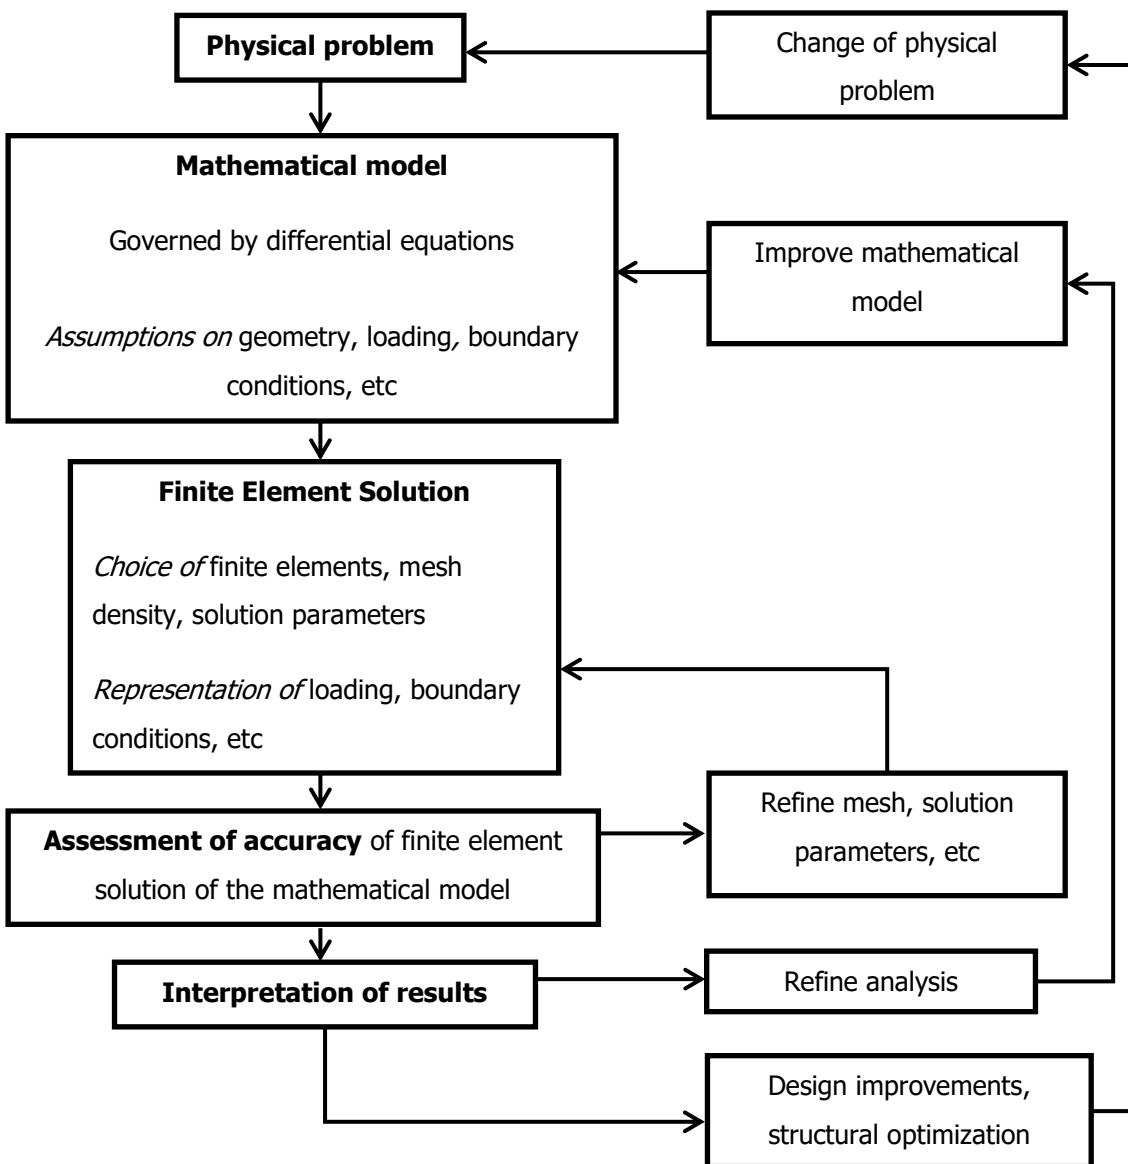 Physical problem
Change of physical
problem
Mathematical model
Governed by differential equations
Assumptions on geometry, loading, boundary
conditions, etc
Improve mathematical
model
Finite Element Solution
Choice of finite elements, mesh
density, solution parameters
Representation of loading, boundary
conditions, etc
Refine mesh, solution
parameters, etc
Assessment of accuracy of finite element
solution of the mathematical model
Interpretation of results
Refine analysis
Design improvements,
structural optimization